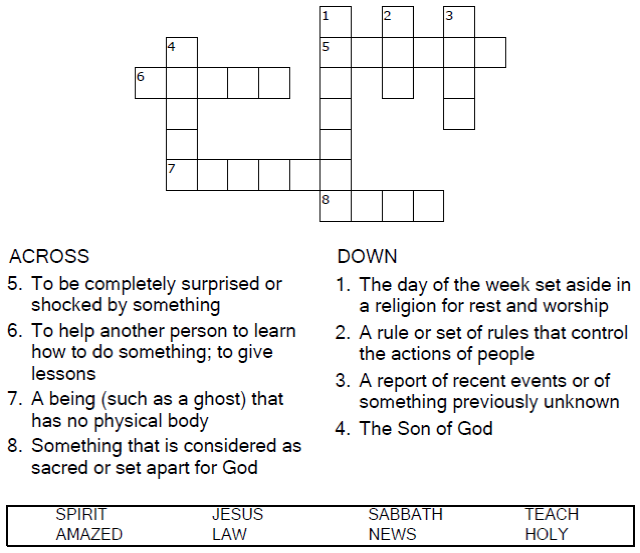 1 2 3
4 5
6
7
8
ACROSS
5. To be completely surprised or
shocked by something
6. To help another person to learn
how to do something; to give
lessons
7. A being (such as a ghost) that
has no physical body
8. Something that is considered as
sacred or set apart for God
DOWN
1. The day of the week set aside in
a religion for rest and worship
2. A rule or set of rules that control
the actions of people
3. A report of recent events or of
something previously unknown
4. The Son of God
SPIRIT JESUS SABBATH TEACH
AMAZED LAW NEWS HOLY